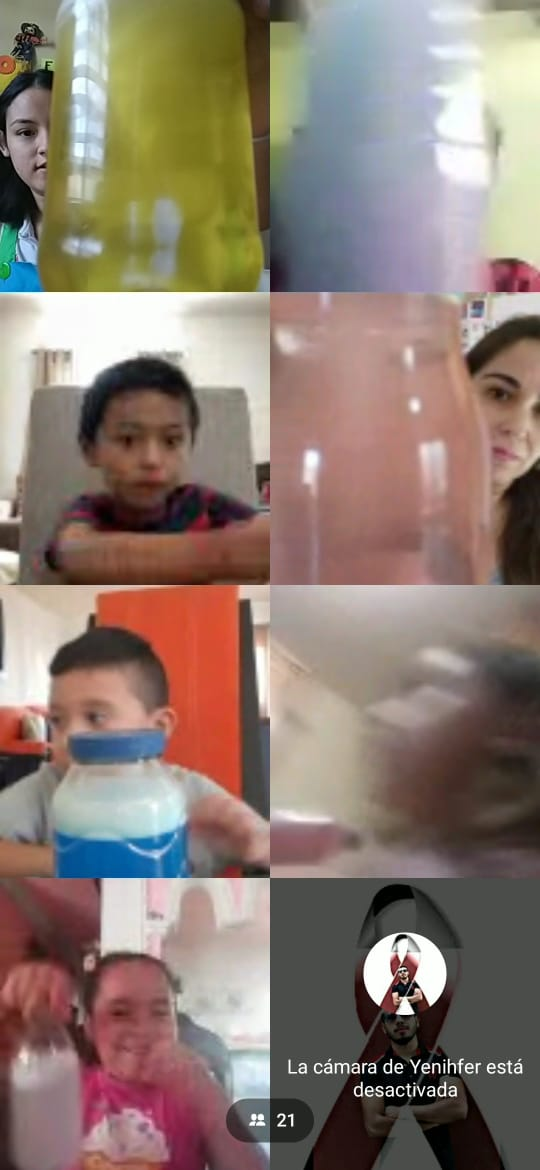 La cámara de Yenihfer está
desactivada
21